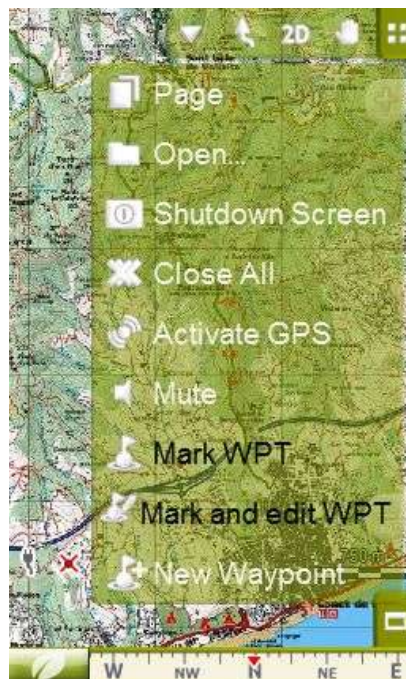 2D
Page
Open...
Shutdown Screen
Close All
Activate GPS
Mute
Mark WPT
Mark and edit WPT
750m
New Waypoint
W NW N NE E